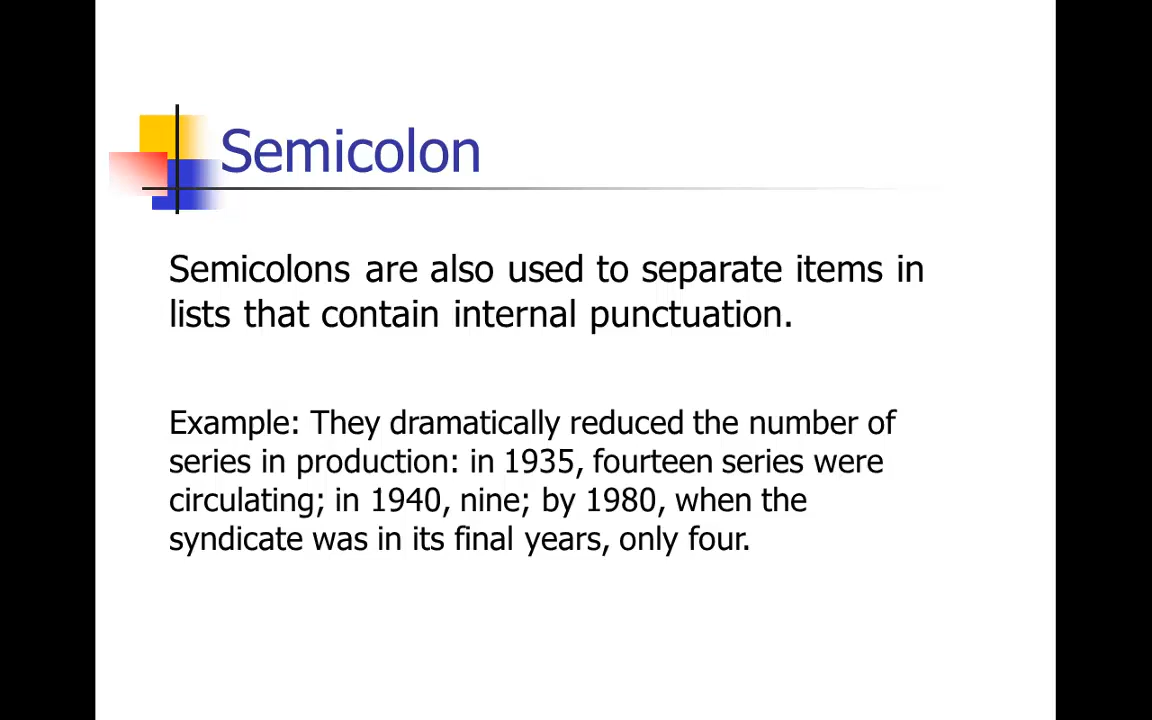 Semicolon
Semicolons are also used to separate items in
lists that contain internal punctuation.
Example: They dramatically reduced the number of
series in production: in 1935, fourteen series were
circulating; in 1940, nine; by 1980, when the
syndicate was in its final years, only four.